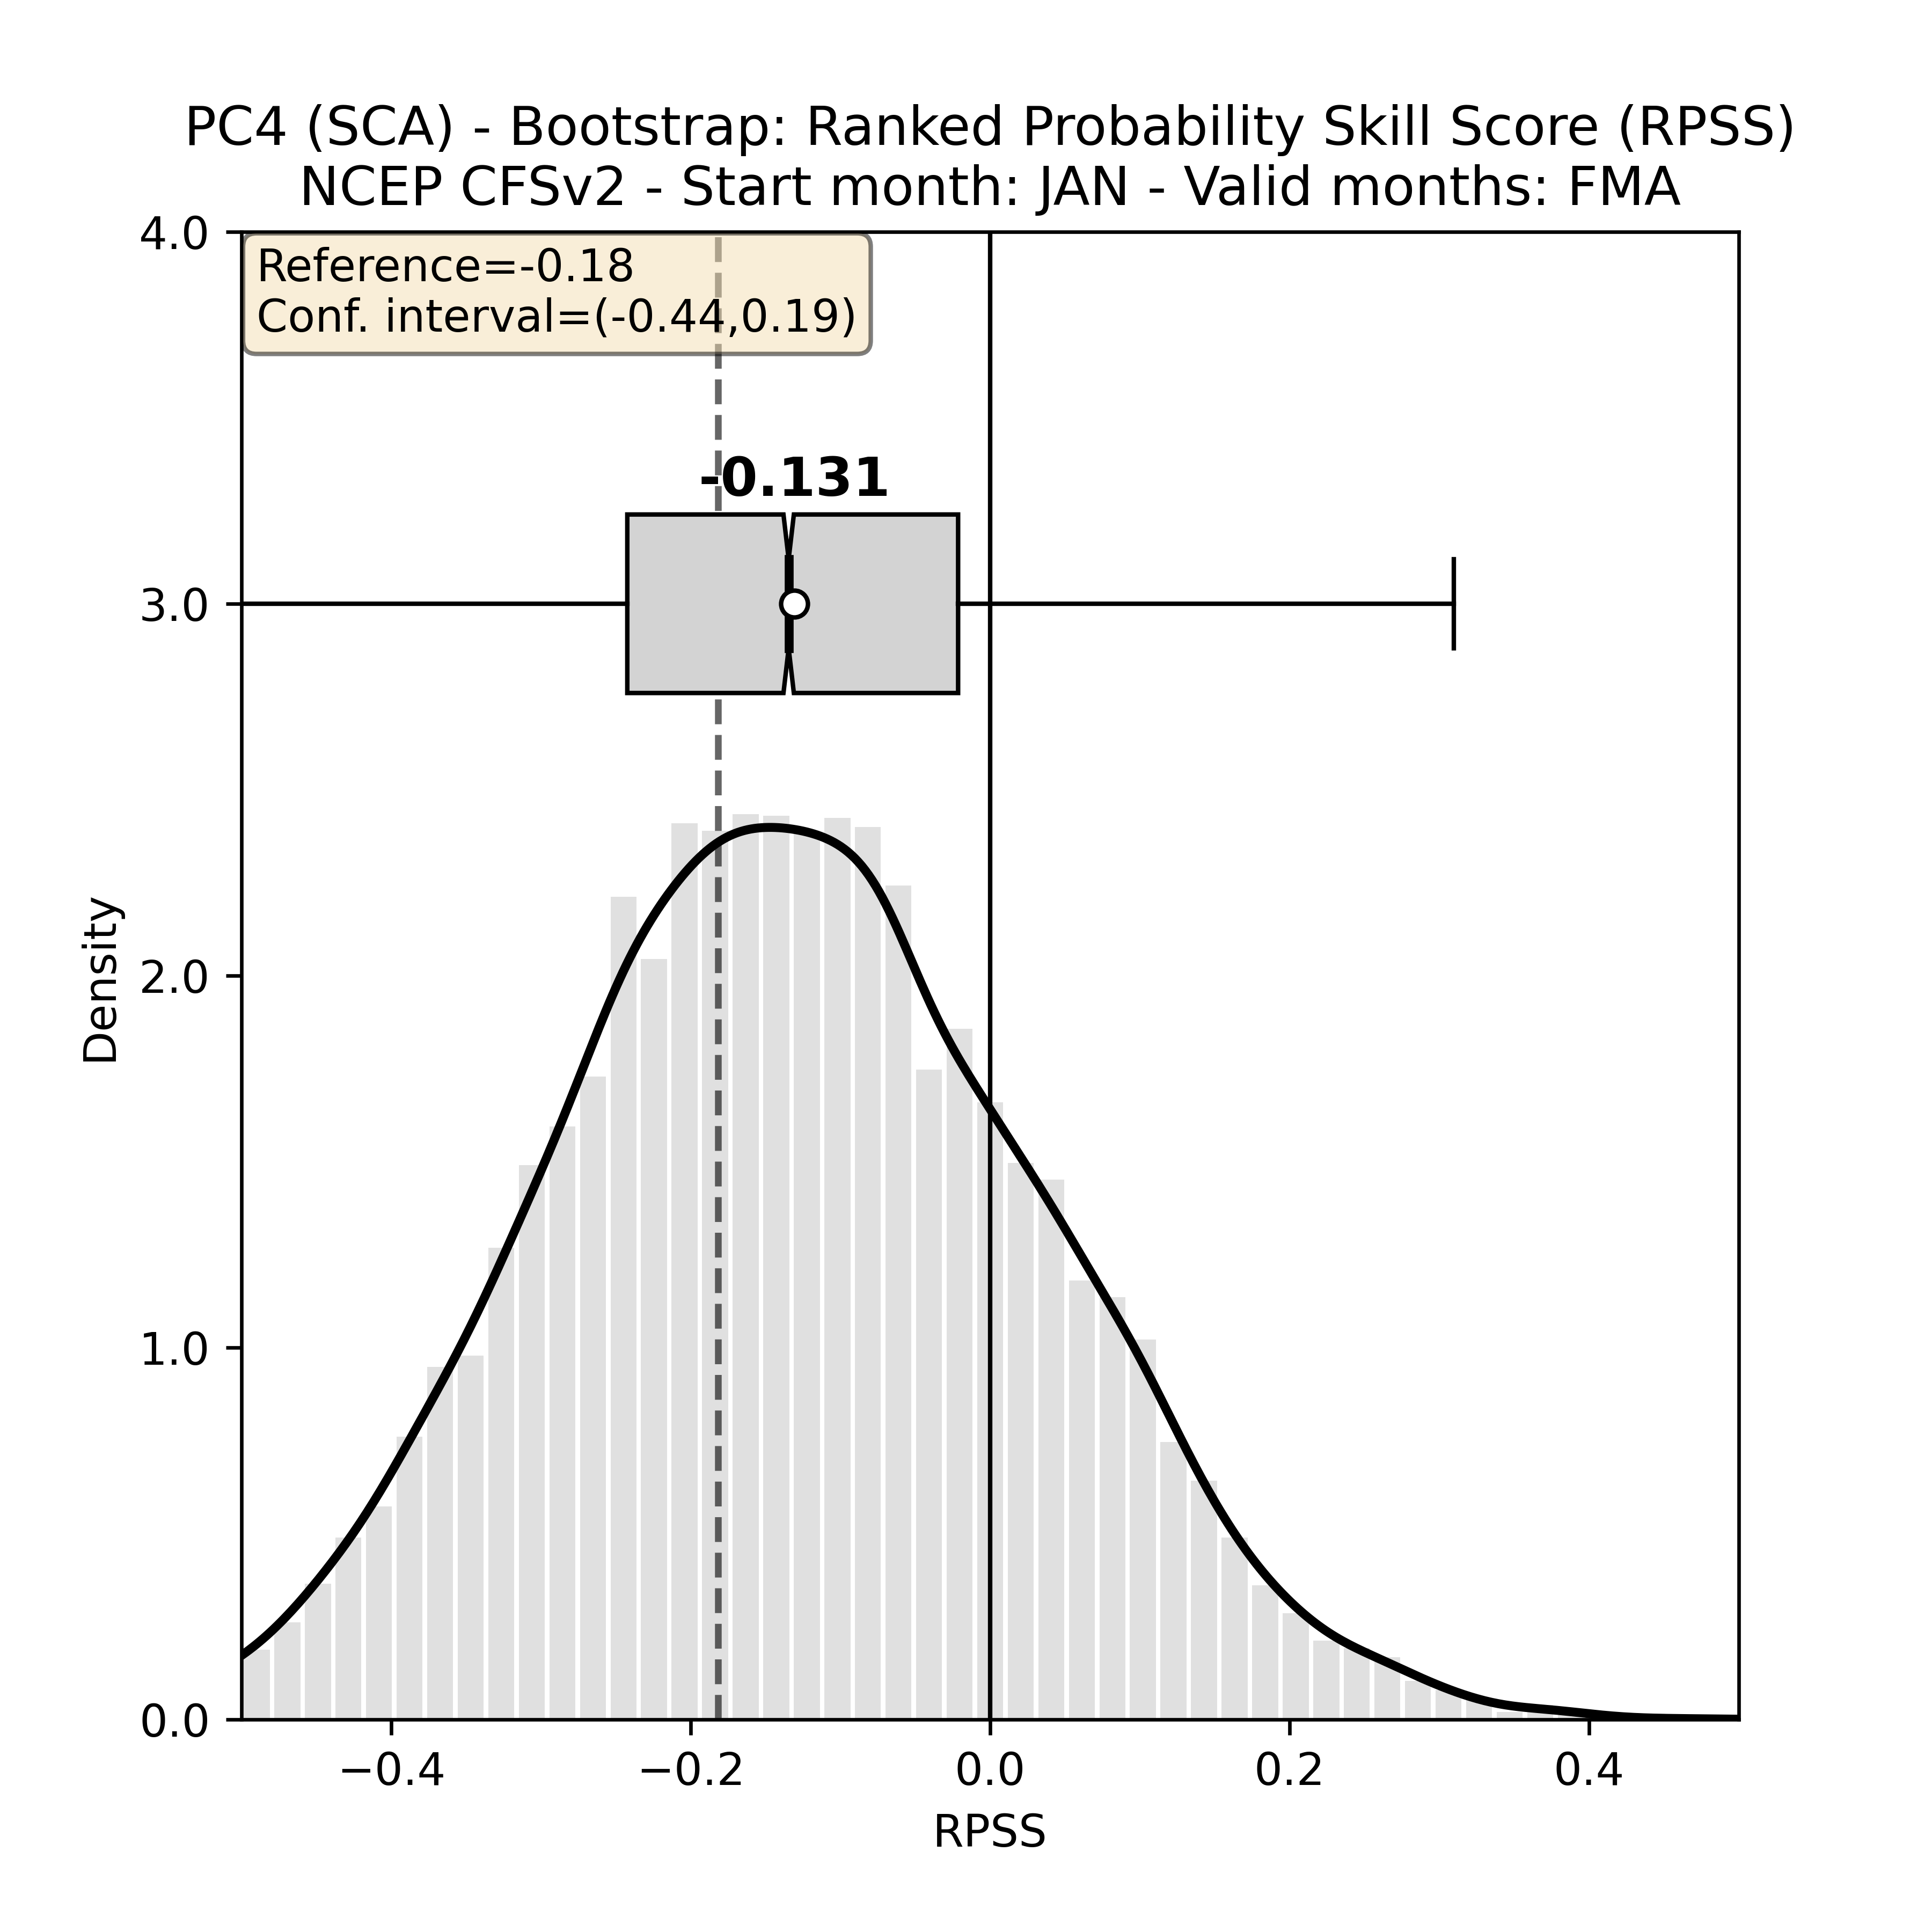 PC4 (SCA) - Bootstrap: Ranked Probability Skill Score (RPSS)
NCEP CFSv2 - Start month: JAN - Valid months: FMA
Reference=-0.18
Conf. interval=(-0.44,0.19)
-0.131
4.0
3.0
2.0
1.0
0.0
Density
−0.4 −0.2 0.0 0.2 0.4
RPSS